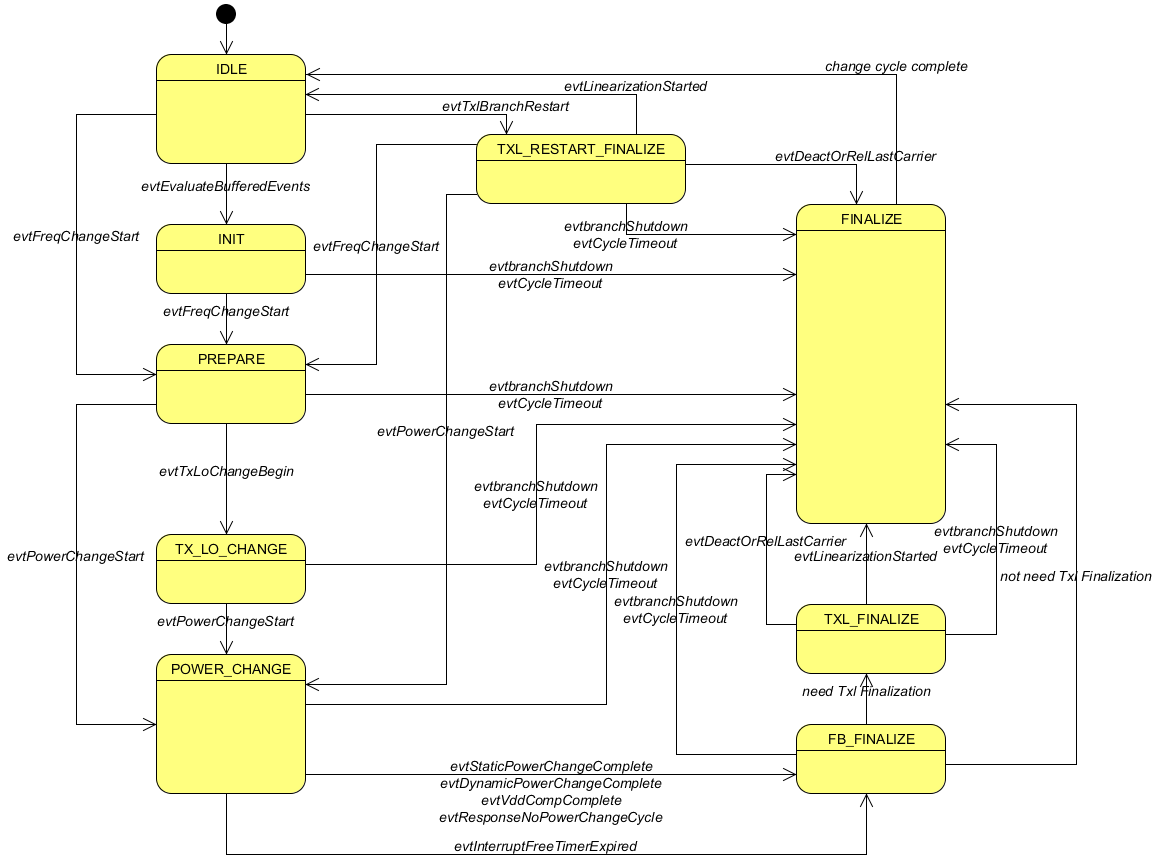 IDLE
change cycle complete
evtLinearizationStarted
evtTxlBranchRestart
TXL_RESTART_FINALIZE
evtDeactOrRelLastCarrier
evtEvaluateBufferedEvents
FINALIZE
evtbranchShutdown
evtCycleTimeout
evtFreqChangeStart
INIT
evtFreqChangeStart
evtbranchShutdown
evtCycleTimeout
evtFreqChangeStart
PREPARE
evtbranchShutdown
evtCycleTimeout
evtPowerChangeStart
evtTxLoChangeBegin
evtbranchShutdown
evtCycleTimeout
evtPowerChangeStart
TX_LO_CHANGE
evtDeactOrRelLastCarrier
evtLinearizationStarted
evtbranchShutdown
evtCycleTimeout
evtbranchShutdown
evtCycleTimeout
not need Txl Finalization
evtbranchShutdown
evtCycleTimeout
evtPowerChangeStart
TXL_FINALIZE
POWER_CHANGE
need Txl Finalization
FB_FINALIZE
evtStaticPowerChangeComplete
evtDynamicPowerChangeComplete
evtVddCompComplete
evtResponseNoPowerChangeCycle
evtInterruptFreeTimerExpired